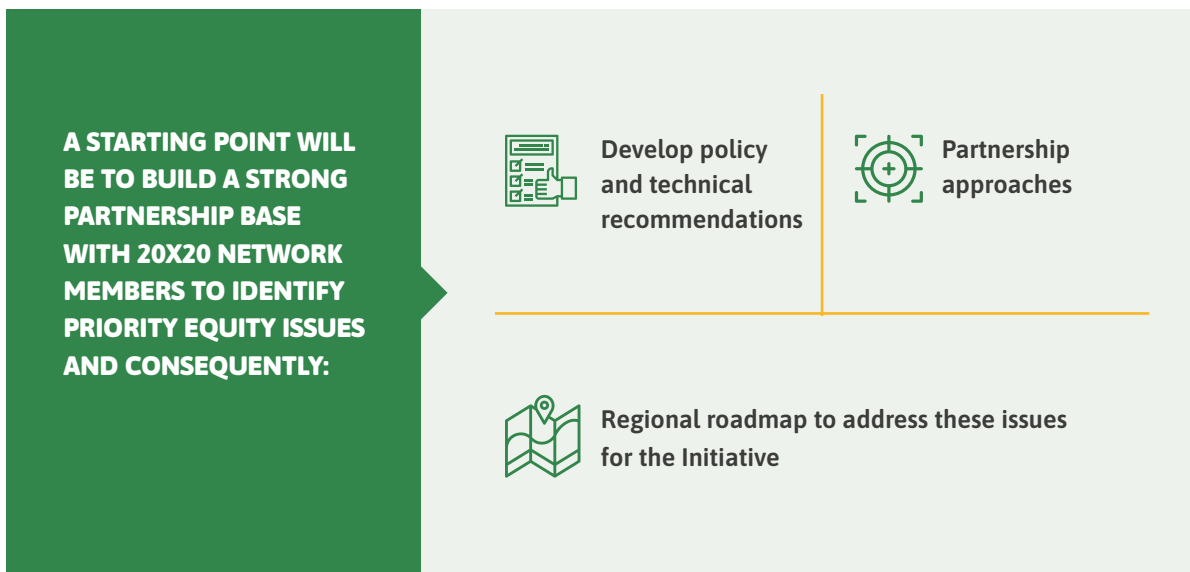 A STARTING POINT WILL
BE TO BUILD A STRONG
PARTNERSHIP BASE
WITH 20X20 NETWORK
MEMBERS TO IDENTIFY
PRIORITY EQUITY ISSUES
AND CONSEQUENTLY:
Develop policy
and technical
recommendations
Partnership
approaches
Regional roadmap to address these issues
for the Initiative